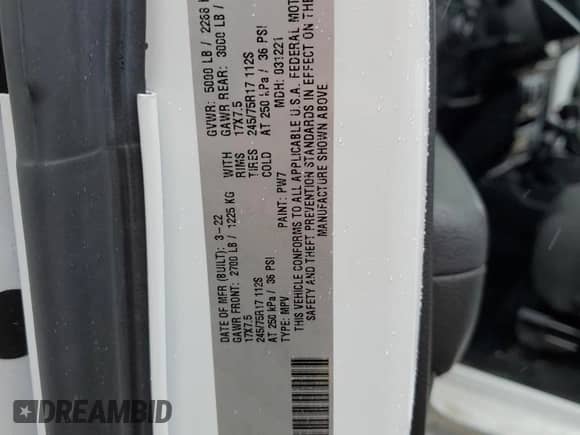 DATE OF MFR (BUILT): 3-22 GVWR: 5000 LB / 2268
GAWR FRONT: 2700 LB / 1225 KG WITH GAWR REAR: 3000 LB /
17X7.5 RIMS 17X7.5
245/75R17 112S TIRES 245/75R17 112S
AT 250 kPa / 36 PSI COLD AT 250 kPa / 36 PSI
TYPE: MPV PAINT: PW7 MDH: 031221
THIS VEHICLE CONFORMS TO ALL APPLICABLE U.S.A. FEDERAL MOT
SAFETY AND THEFT PREVENTION STANDARDS IN EFFECT ON THE
MANUFACTURE SHOWN ABOVE
DREAMBID